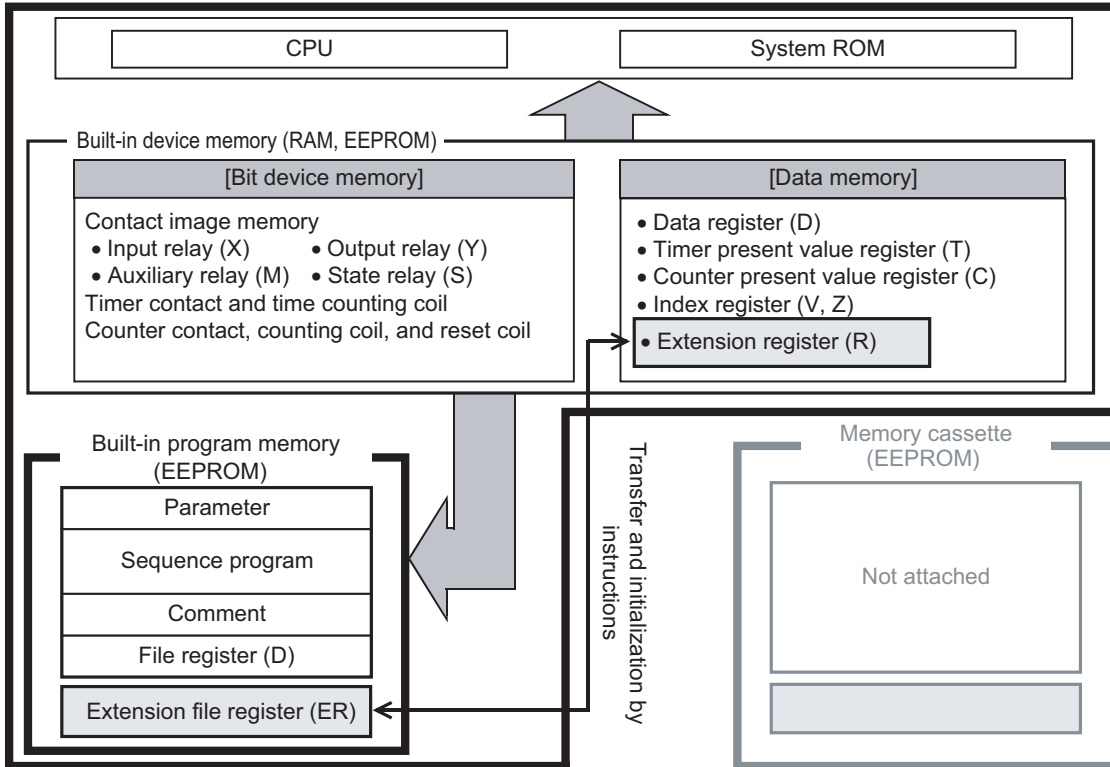 CPU
System ROM
Built-in device memory (RAM, EEPROM)
[Bit device memory]
Contact image memory
• Input relay (X) • Output relay (Y)
• Auxiliary relay (M) • State relay (S)
Timer contact and time counting coil
Counter contact, counting coil, and reset coil
[Data memory]
• Data register (D)
• Timer present value register (T)
• Counter present value register (C)
• Index register (V, Z)
• Extension register (R)
Built-in program memory
(EEPROM)
Parameter
Sequence program
Comment
File register (D)
Extension file register (ER)
Transfer and initialization by
instructions
Memory cassette
(EEPROM)
Not attached